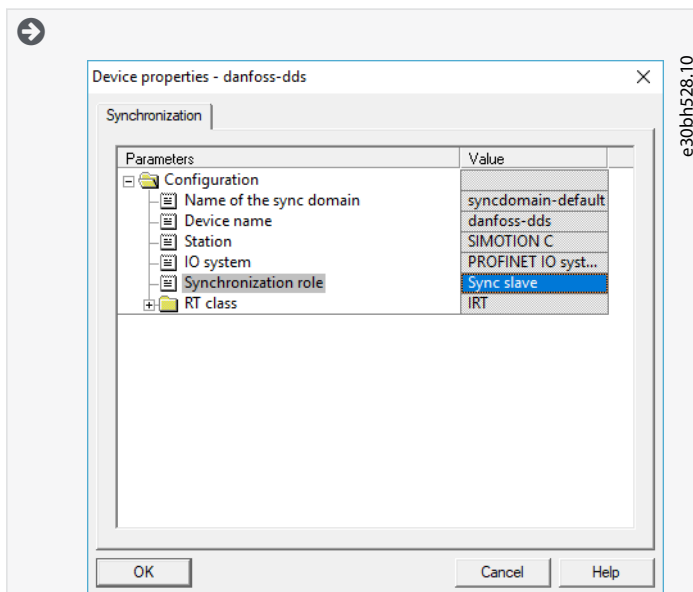 Device properties - danfoss-dds
Synchronization
Parameters Value
Configuration
Name of the sync domain syncdomain-default
Device name danfoss-dds
Station SIMOTION C
IO system PROFINET IO syst...
Synchronization role Sync slave
RT class IRT
OK Cancel Help
e30bh528.10